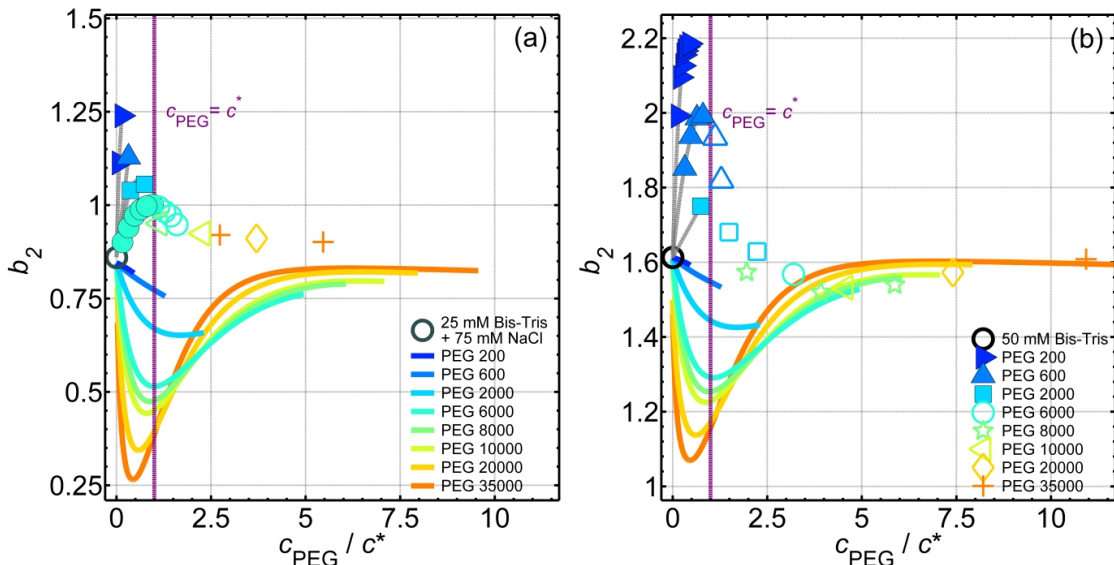 (a)
1.5
1.25
1
0.75
0.5
0.25
b2
c_PEG = c*
25 mM Bis-Tris
+ 75 mM NaCl
PEG 200
PEG 600
PEG 2000
PEG 6000
PEG 8000
PEG 10000
PEG 20000
PEG 35000
0 2.5 5 7.5 10
c_PEG / c*
(b)
2.2
2
1.8
1.6
1.4
1.2
1
b2
c_PEG = c*
50 mM Bis-Tris
PEG 200
PEG 600
PEG 2000
PEG 6000
PEG 8000
PEG 10000
PEG 20000
PEG 35000
0 2.5 5 7.5 10
c_PEG / c*